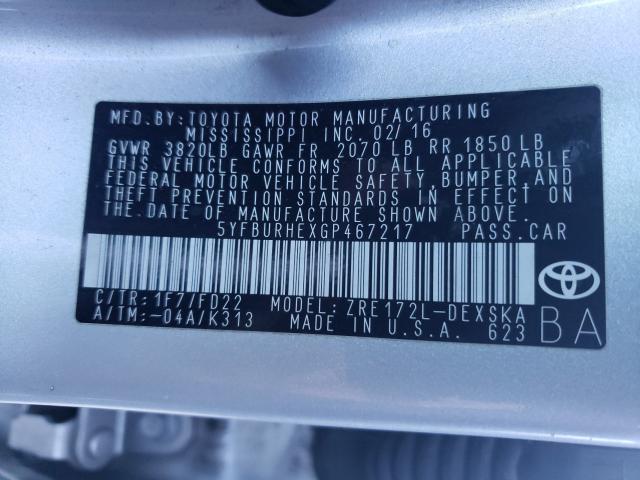 MFD.BY:TOYOTA MOTOR MANUFACTURING
MISSISSIPPI INC.02/16
GVWR 3820LB GAWR FR 2070 LB RR 1850LB
THIS VEHICLE CONFORMS TO ALL APPLICABLE
FEDERAL MOTOR VEHICLE SAFETY,BUMPER,AND
THEFT PREVENTION STANDARDS IN EFFECT ON
THE DATE OF MANUFACTURE SHOWN ABOVE.
5YFBURHEXGP467217 PASS.CAR
C/TR:1F7/FD22 MODEL: ZRE172L-DEXSKA
A/TM:-04A/K313 MADE IN U.S.A. 623
BA